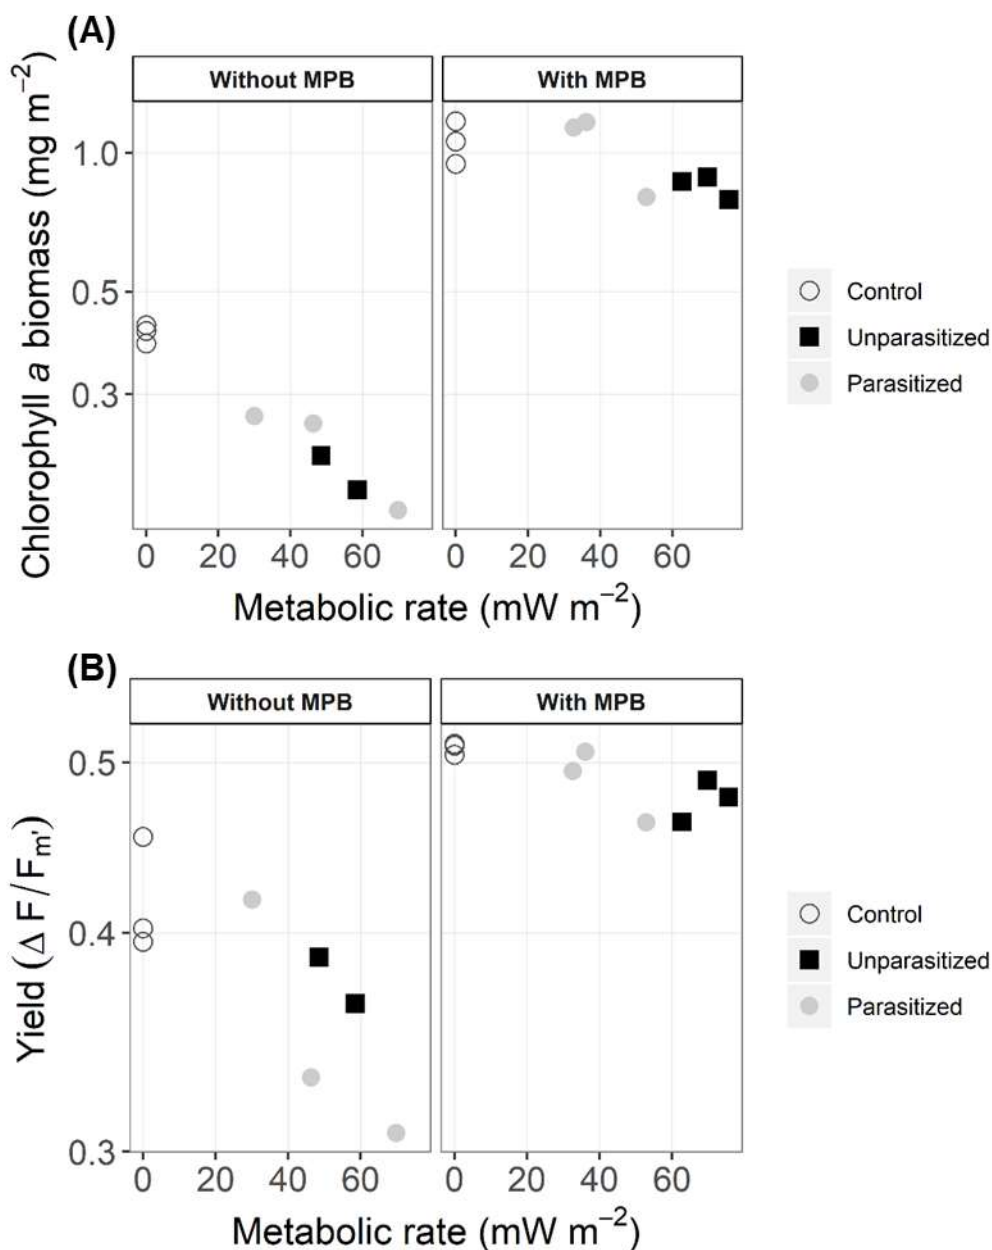 (A)
Without MPB
With MPB
Chlorophyll a biomass (mg m⁻²)
1.0
0.5
0.3
0 20 40 60
0 20 40 60
Metabolic rate (mW m⁻²)
Control
Unparasitized
Parasitized
(B)
Without MPB
With MPB
Yield (Δ F/Fm')
0.5
0.4
0.3
0 20 40 60
0 20 40 60
Metabolic rate (mW m⁻²)
Control
Unparasitized
Parasitized